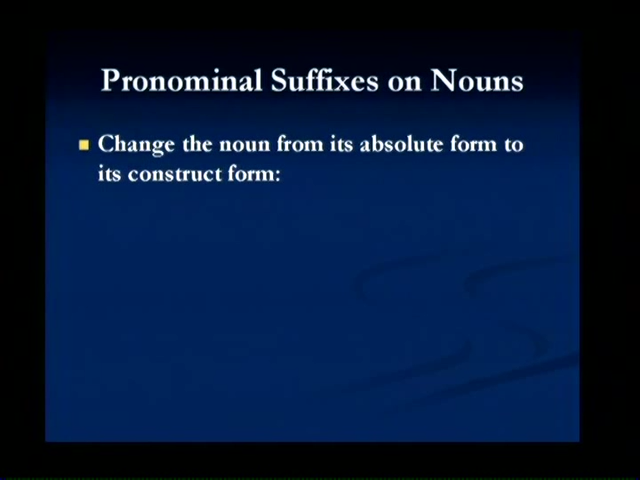 Pronominal Suffixes on Nouns
Change the noun from its absolute form to
its construct form: